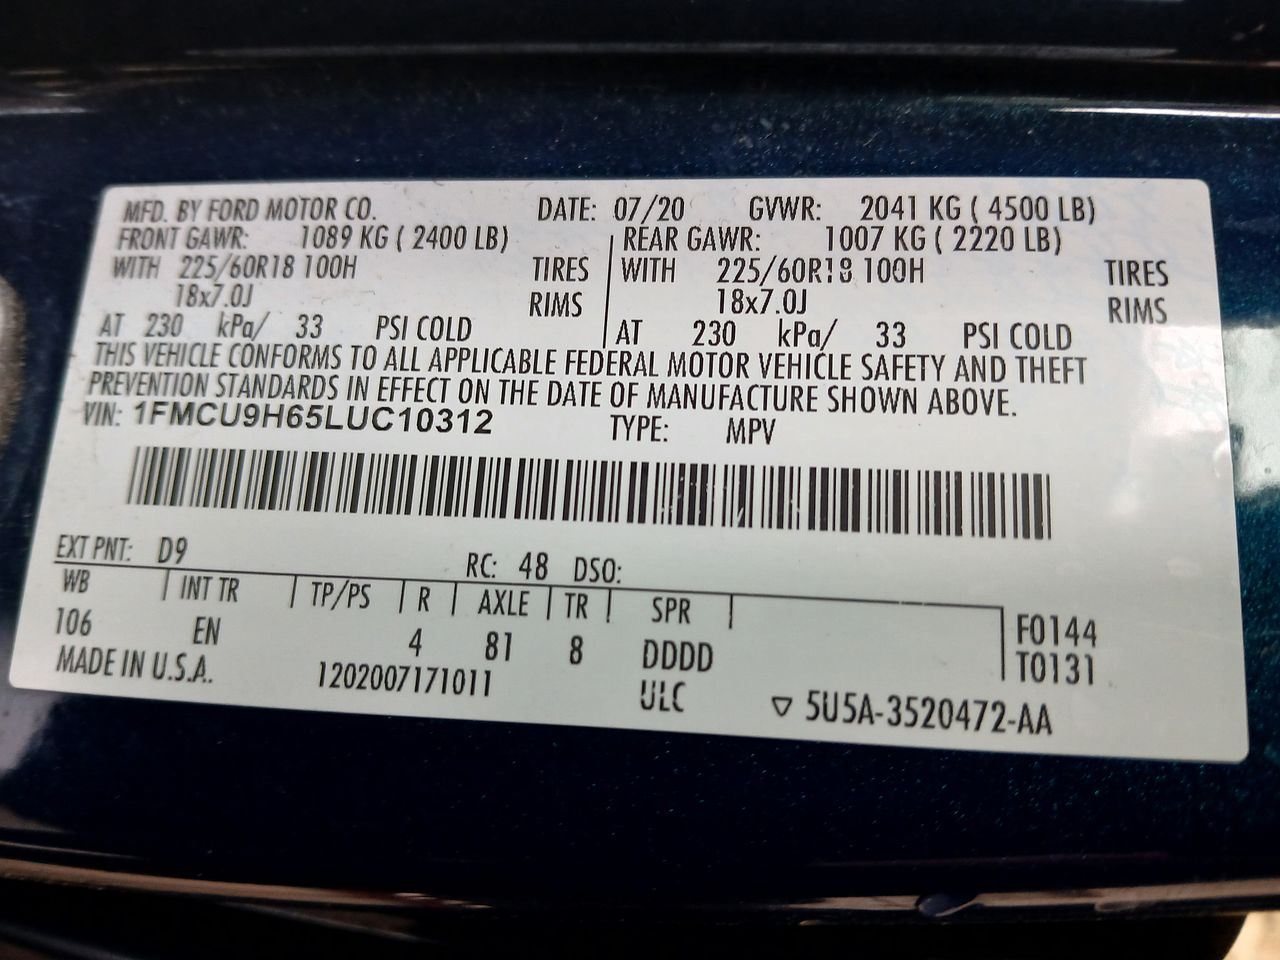 MFD. BY FORD MOTOR CO. DATE: 07/20 GVWR: 2041 KG ( 4500 LB)
FRONT GAWR: 1089 KG ( 2400 LB) REAR GAWR: 1007 KG ( 2220 LB)
WITH 225/60R18 100H TIRES WITH 225/60R18 100H TIRES
18x7.0J RIMS 18x7.0J RIMS
AT 230 kPa/ 33 PSI COLD AT 230 kPa/ 33 PSI COLD
THIS VEHICLE CONFORMS TO ALL APPLICABLE FEDERAL MOTOR VEHICLE SAFETY AND THEFT
PREVENTION STANDARDS IN EFFECT ON THE DATE OF MANUFACTURE SHOWN ABOVE.
VIN: 1FMCU9H65LUC10312 TYPE: MPV
EXT PNT: D9 RC: 48 DSO:
WB INT TR TP/PS R AXLE TR SPR F0144
106 EN 4 81 8 DDDD T0131
MADE IN U.S.A. 1202007171011 ULC ▽ 5U5A-3520472-AA